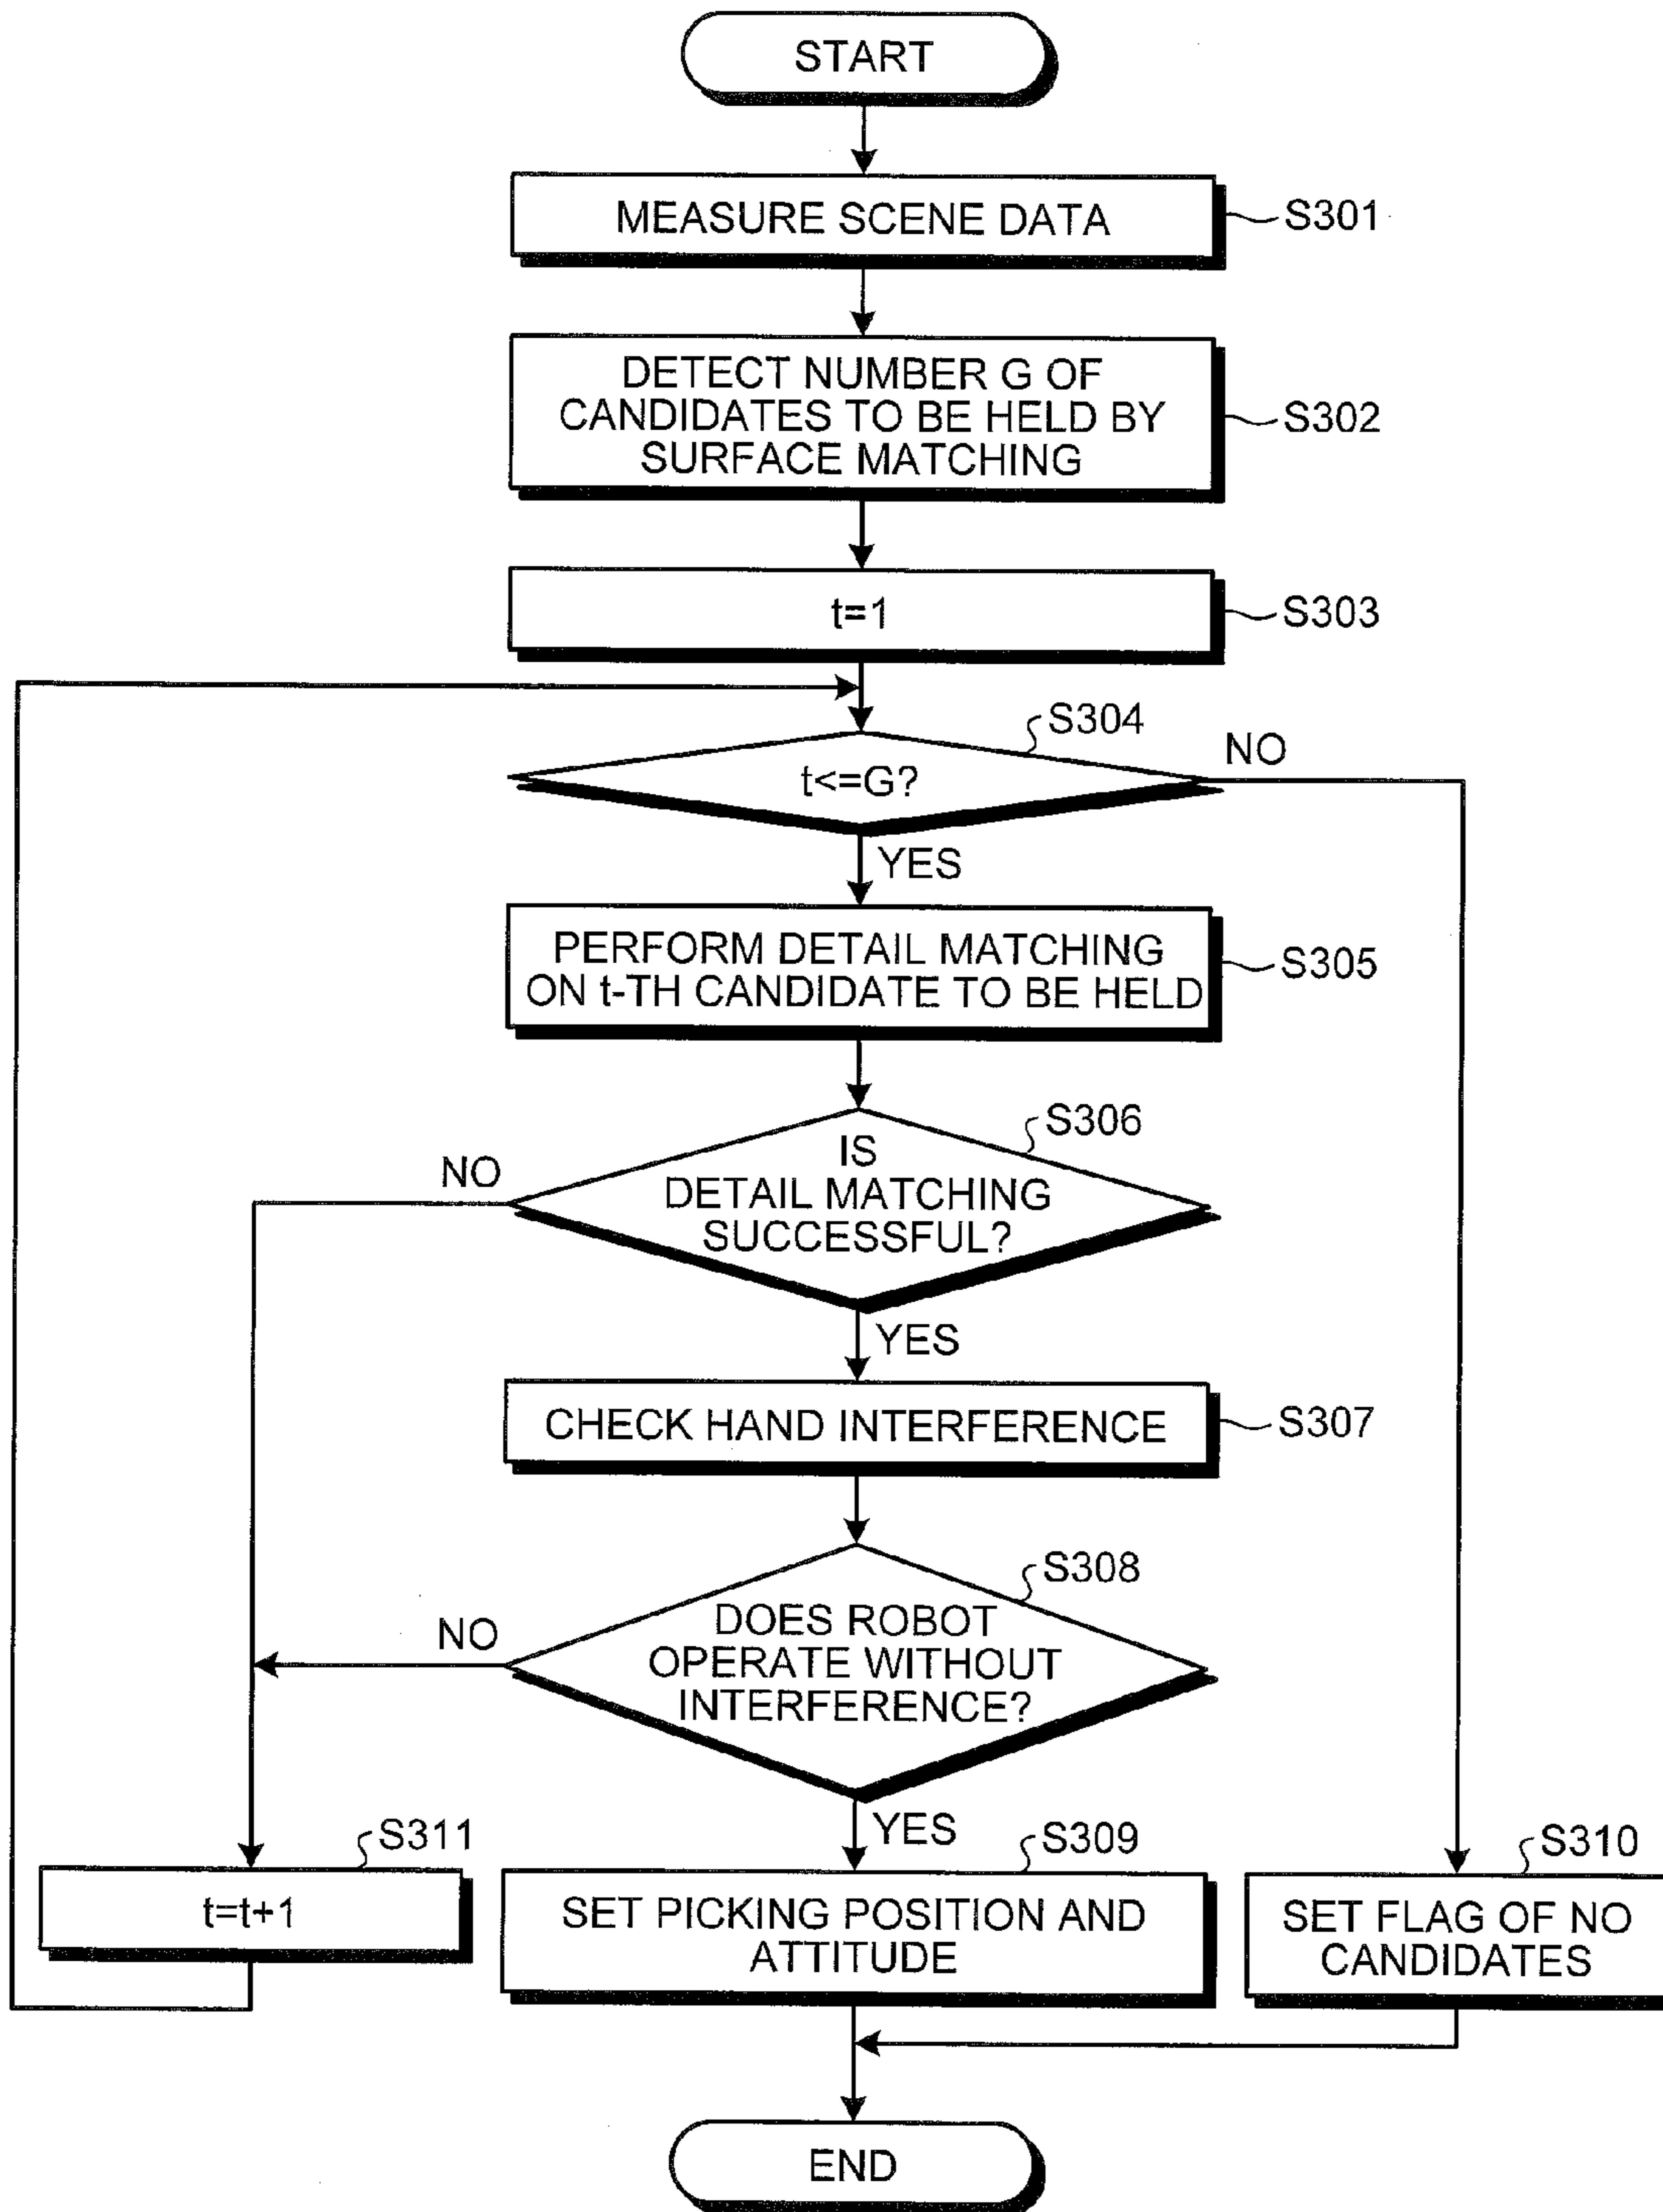 START
MEASURE SCENE DATA
S301
DETECT NUMBER G OF
CANDIDATES TO BE HELD BY
SURFACE MATCHING
S302
t=1
S303
S304
t<=G?
NO
YES
PERFORM DETAIL MATCHING
ON t-TH CANDIDATE TO BE HELD
S305
S306
IS
DETAIL MATCHING
SUCCESSFUL?
NO
YES
CHECK HAND INTERFERENCE
S307
S308
DOES ROBOT
OPERATE WITHOUT
INTERFERENCE?
NO
YES
S311
t=t+1
S309
SET PICKING POSITION AND
ATTITUDE
S310
SET FLAG OF NO
CANDIDATES
END